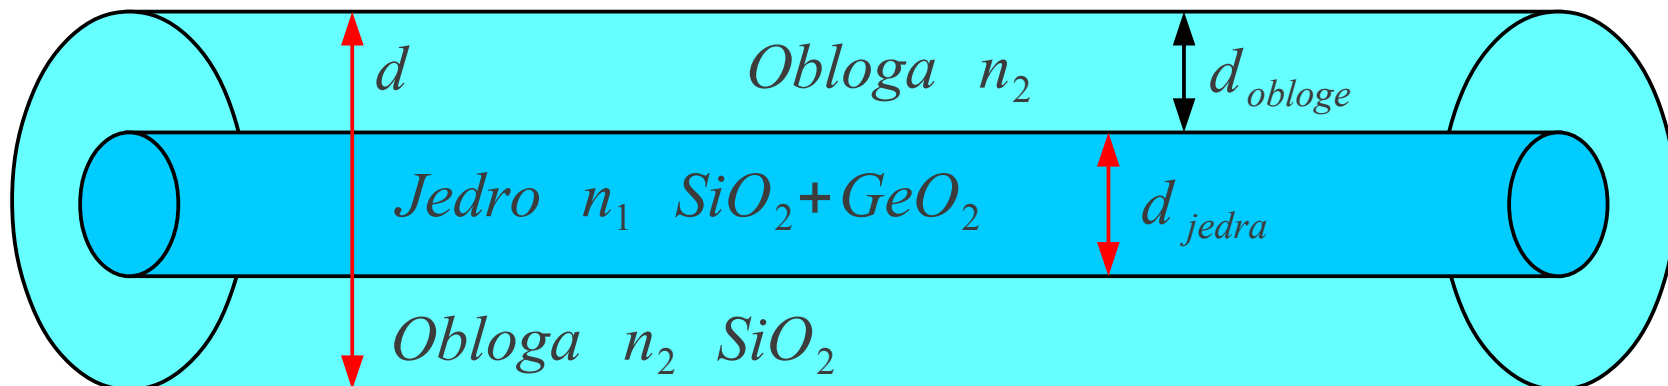 d
Obloga n₂
d obloge
Jedro n₁ SiO₂+GeO₂
d jedra
Obloga n₂ SiO₂